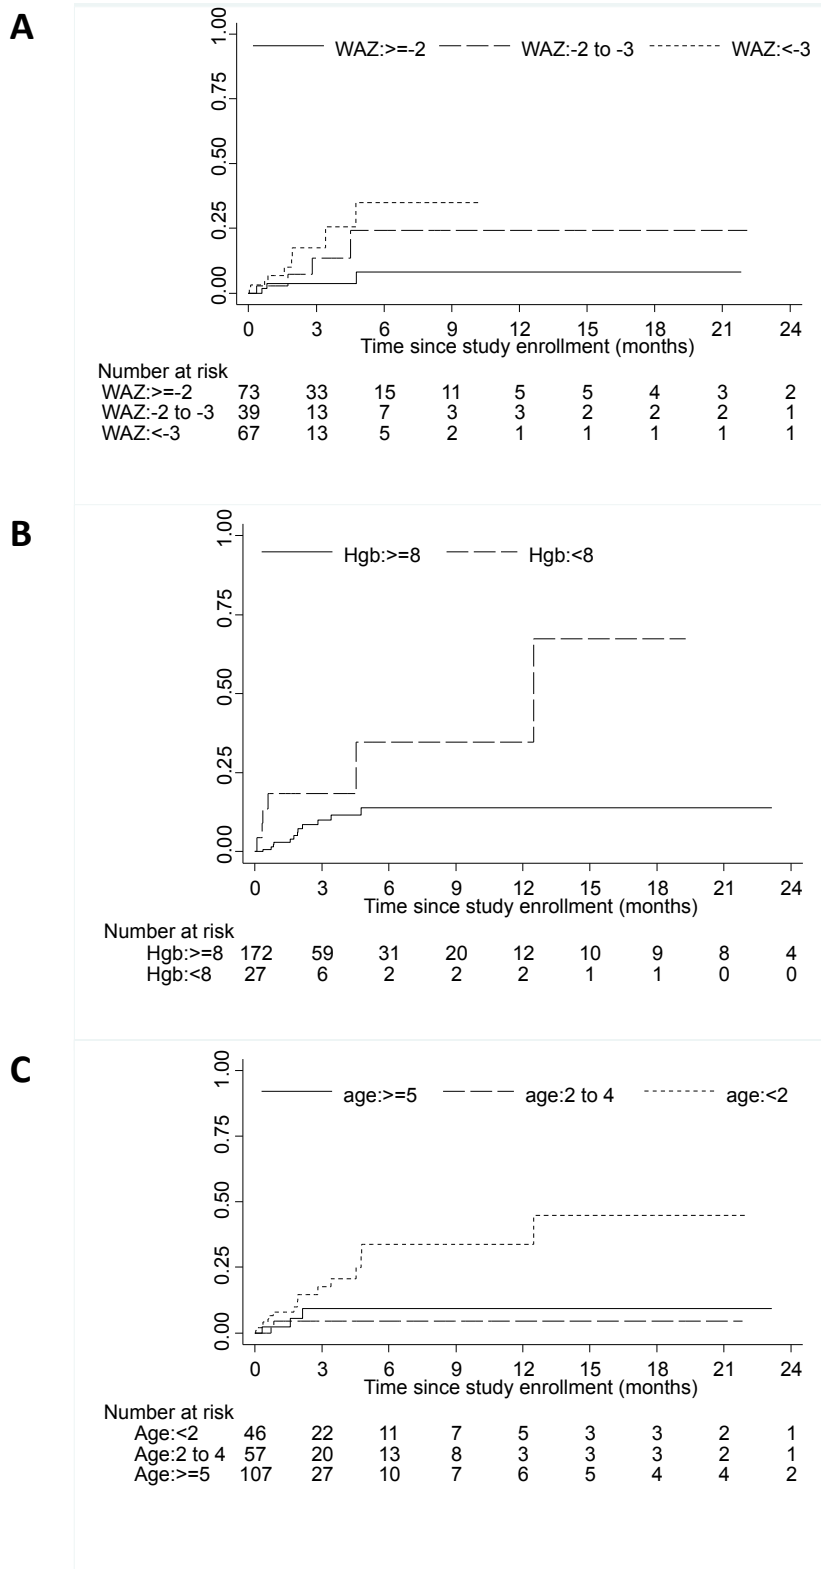 A
1.00
WAZ:>=-2 WAZ:-2 to -3 WAZ:<-3
0.75
0.50
0.25
0.00
0 3 6 9 12 15 18 21 24
Time since study enrollment (months)
Number at risk
WAZ:>=-2 73 33 15 11 5 5 4 3 2
WAZ:-2 to -3 39 13 7 3 3 2 2 2 1
WAZ:<-3 67 13 5 2 1 1 1 1 1
B
1.00
Hgb:>=8 Hgb:<8
0.75
0.50
0.25
0.00
0 3 6 9 12 15 18 21 24
Time since study enrollment (months)
Number at risk
Hgb:>=8 172 59 31 20 12 10 9 8 4
Hgb:<8 27 6 2 2 2 1 1 0 0
C
1.00
age:>=5 age:2 to 4 age:<2
0.75
0.50
0.25
0.00
0 3 6 9 12 15 18 21 24
Time since study enrollment (months)
Number at risk
Age:<2 46 22 11 7 5 3 3 2 1
Age:2 to 4 57 20 13 8 3 3 3 2 1
Age:>=5 107 27 10 7 6 5 4 4 2